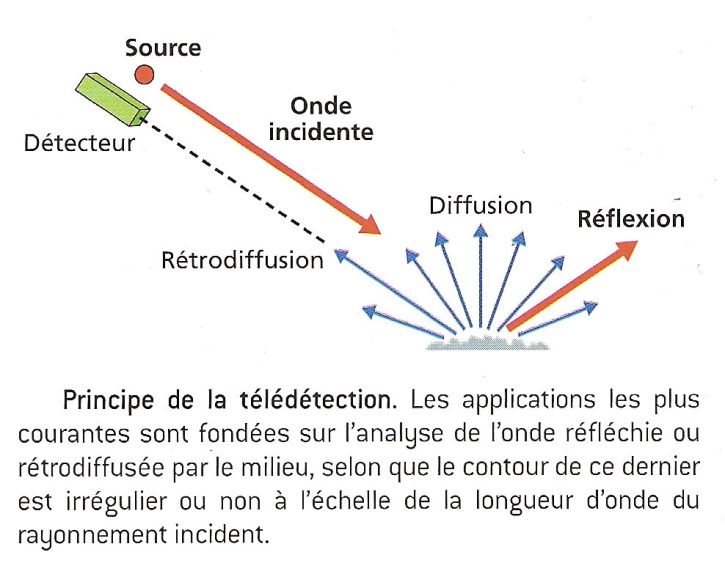 Source
Onde
incidente
Détecteur
Diffusion
Réflexion
Rétrodiffusion
Principe de la télédétection. Les applications les plus
courantes sont fondées sur l'analyse de l'onde réfléchie ou
rétrodiffusée par le milieu, selon que le contour de ce dernier
est irrégulier ou non à l'échelle de la longueur d'onde du
rayonnement incident.